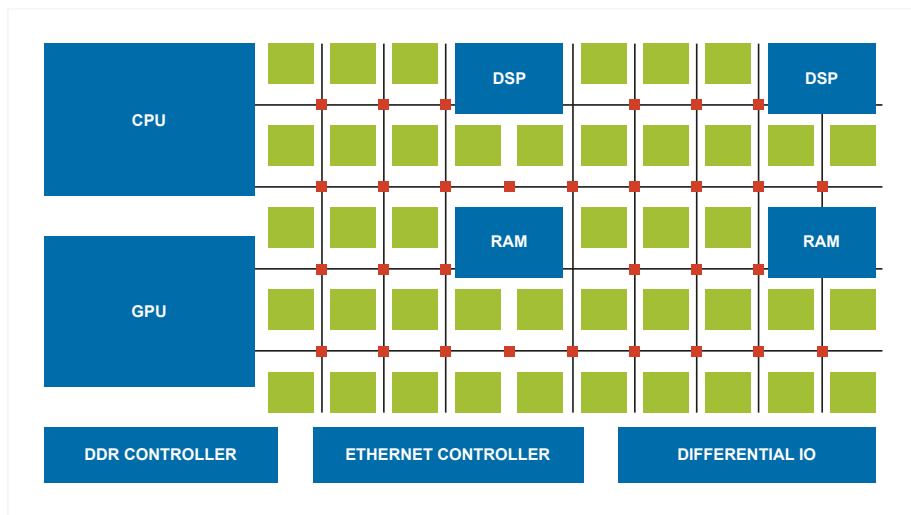 CPU
DSP
DSP
RAM
RAM
GPU
DDR CONTROLLER
ETHERNET CONTROLLER
DIFFERENTIAL IO